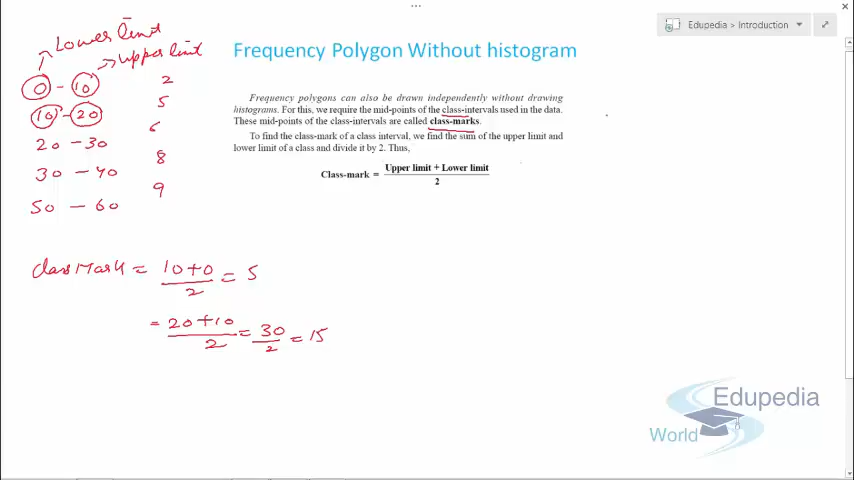 Edupedia > Introduction
Lower limit
Upper limit
Frequency Polygon Without histogram
0 - 10 2
10 - 20 5
20 - 30 6
30 - 40 8
50 - 60 9
Frequency polygons can also be drawn independently without drawing
histograms. For this, we require the mid-points of the class-intervals used in the data.
These mid-points of the class-intervals are called class-marks.
To find the class-mark of a class interval, we find the sum of the upper limit and
lower limit of a class and divide it by 2. Thus,
Class-mark = Upper limit + Lower limit
2
Class Mark = 10+0 = 5
2
= 20+10 = 30 = 15
2 2
Edupedia
World